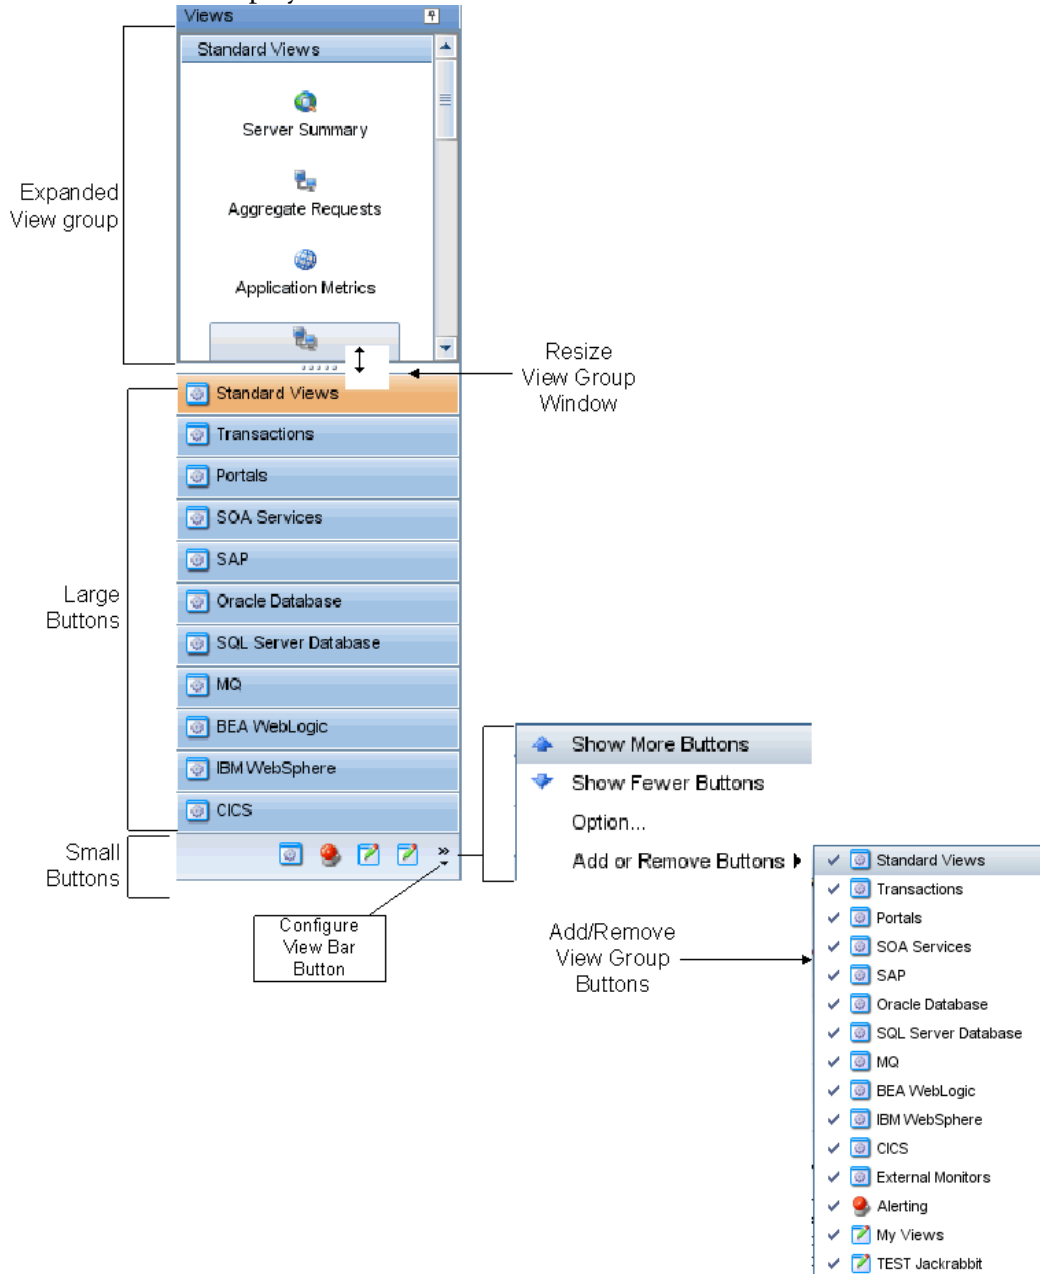 Views
Standard Views
Server Summary
Aggregate Requests
Application Metrics
Expanded
View group
Resize
View Group
Window
Standard Views
Transactions
Portals
SOA Services
SAP
Oracle Database
SQL Server Database
MQ
BEA WebLogic
IBM WebSphere
CICS
Large
Buttons
Small
Buttons
Configure
View Bar
Button
Show More Buttons
Show Fewer Buttons
Option...
Add or Remove Buttons
Add/Remove
View Group
Buttons
Standard Views
Transactions
Portals
SOA Services
SAP
Oracle Database
SQL Server Database
MQ
BEA WebLogic
IBM WebSphere
CICS
External Monitors
Alerting
My Views
TEST Jackrabbit